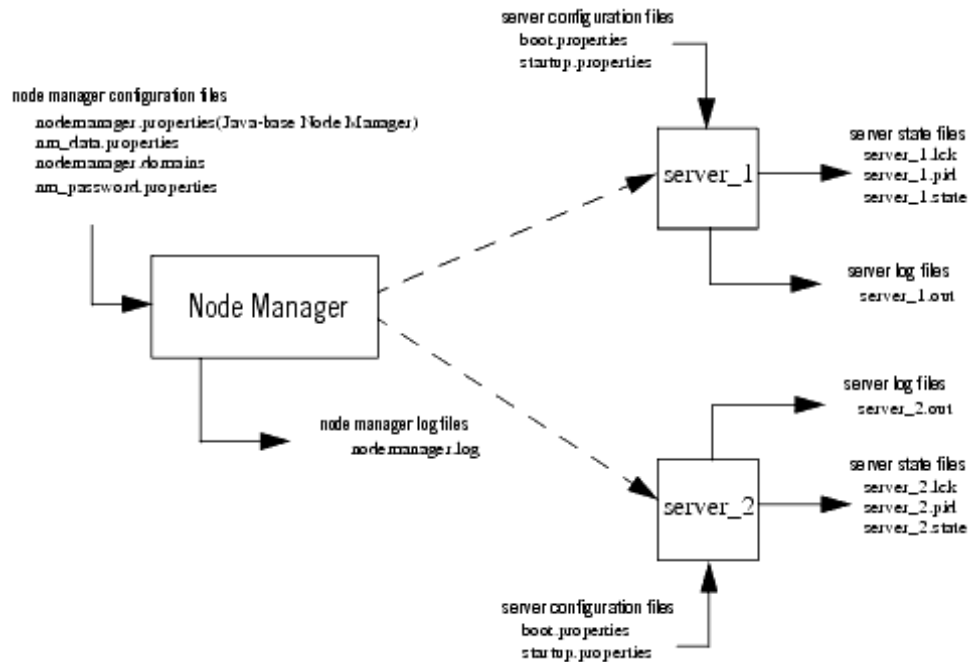 server configuration files
boot.properties
startup.properties
node manager configuration files
nodemanager.properties(Java-base Node Manager)
nm_data.properties
nodemanager.domains
nm_password.properties
server_1
server state files
server_1.lck
server_1.pid
server_1.state
server log files
server_1.out
Node Manager
node manager log files
nodemanager.log
server log files
server_2.out
server_2
server state files
server_2.lck
server_2.pid
server_2.state
server configuration files
boot.properties
startup.properties